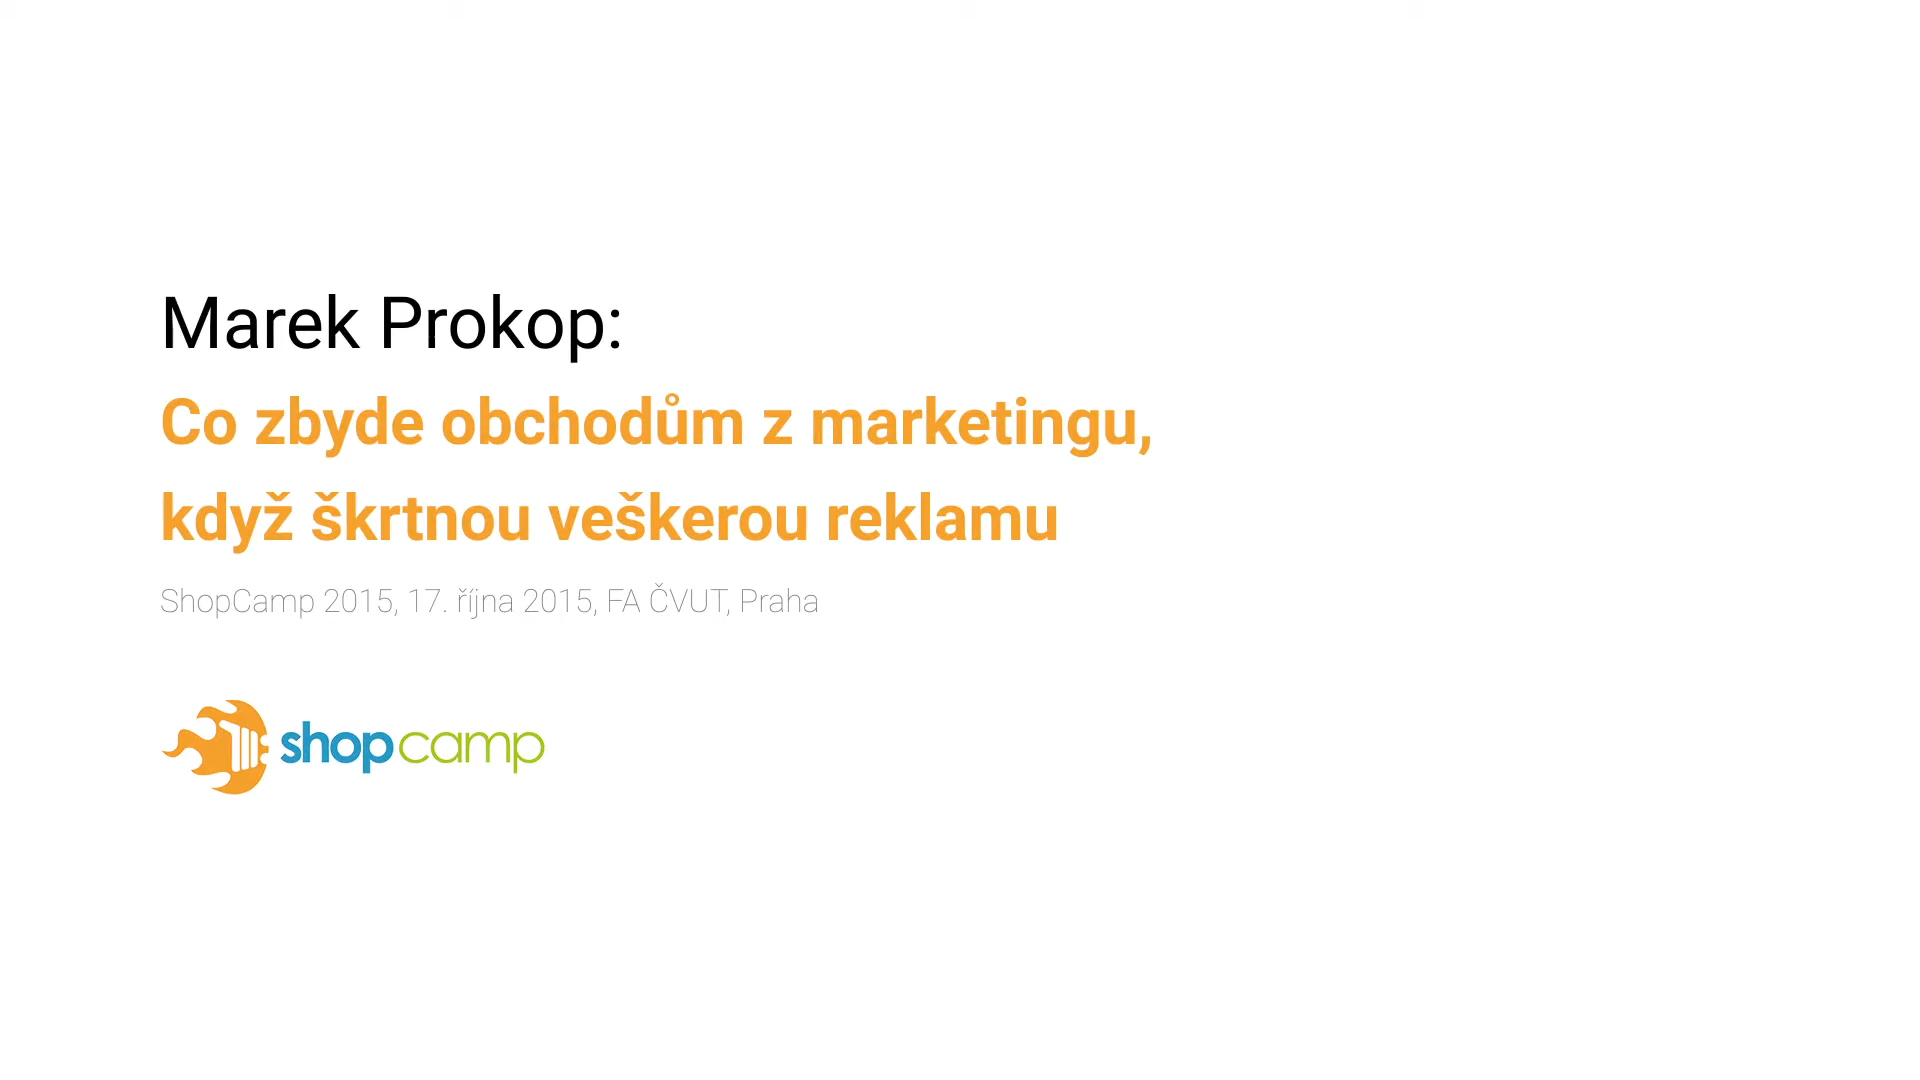 Marek Prokop:
Co zbyde obchodům z marketingu,
když škrtnou veškerou reklamu
ShopCamp 2015, 17. října 2015, FA ČVUT, Praha
shopcamp